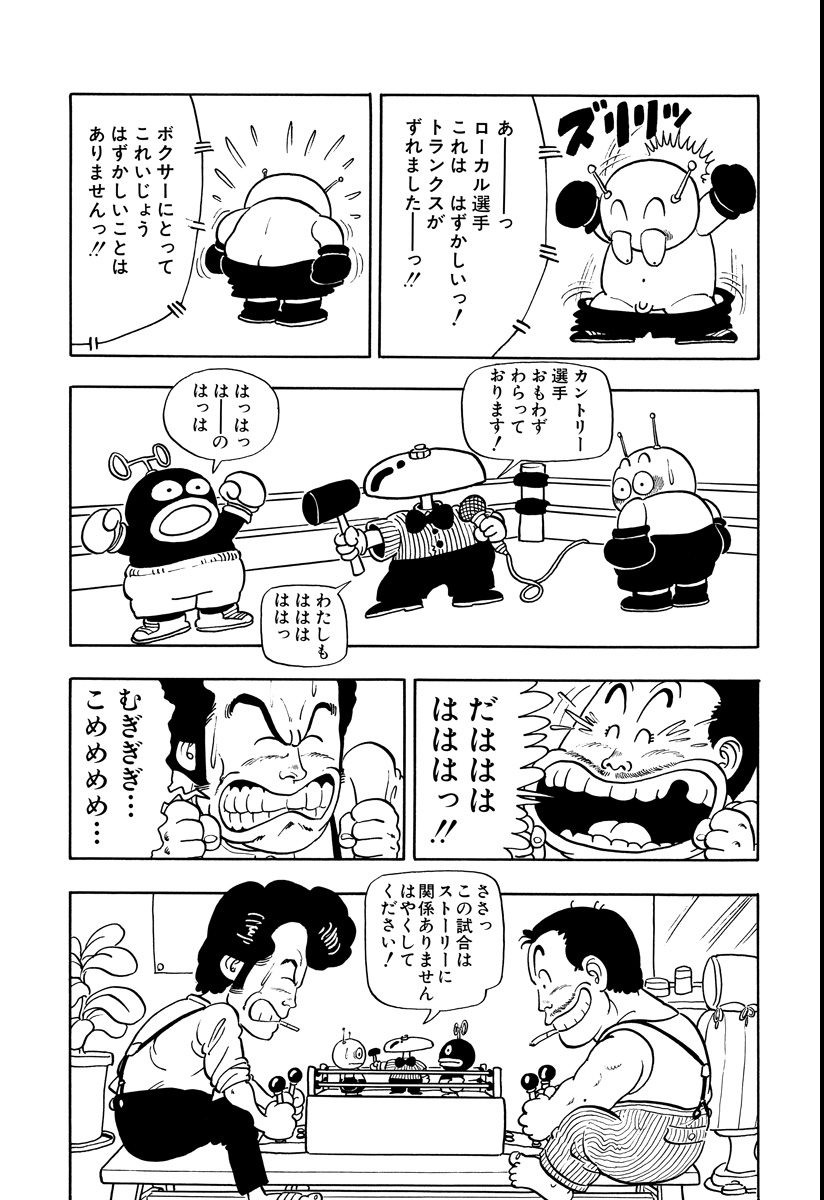 ズリリッ
あ――っ
ローカル選手
これは はずかしいっ!
トランクスが
ずれました――っ!!
ボクサーにとって
これいじょう
はずかしいことは
ありませんっ!!
カントリー
選手
おもわず
わらって
おります!
はっはっ
は――の
はっは
わたしも
ははは
ははっ
だははは
はははっ!!
むぎぎぎ…
こめめめめ…
ささっ
この試合は
ストーリーに
関係ありません
はやくして
ください!